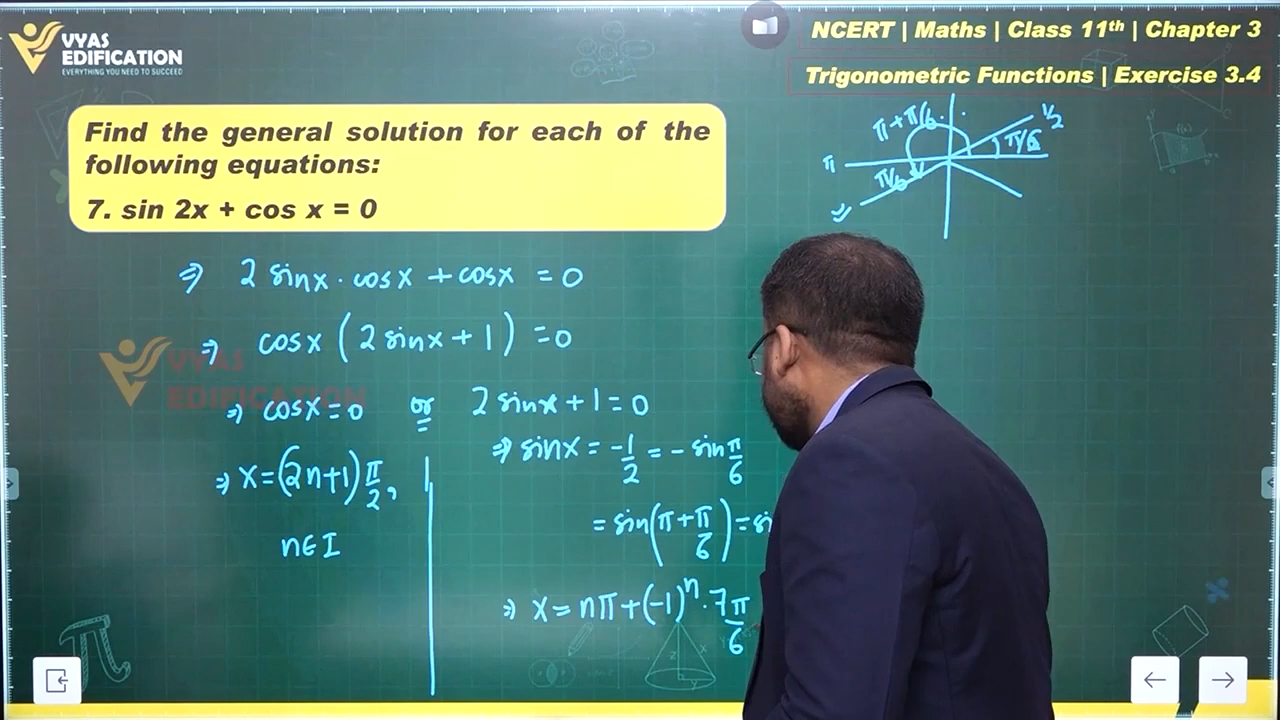 VYAS
EDIFICATION
EVERYTHING YOU NEED TO SUCCEED
NCERT | Maths | Class 11th | Chapter 3
Trigonometric Functions | Exercise 3.4
Find the general solution for each of the
following equations:
7. sin 2x + cos x = 0
π+π/6
1/2
π/6
π
π/6
⇒ 2 sinx · cosx + cosx = 0
⇒ cosx (2 sinx + 1) = 0
⇒ cosx = 0 or 2 sinx + 1 = 0
⇒ sinx = -1/2 = - sin π/6
⇒ x = (2n+1) π/2,
= sin(π + π/6) =
n ∈ I
⇒ x = nπ + (-1)^n · 7π/6
VYAS
EDIFICATION